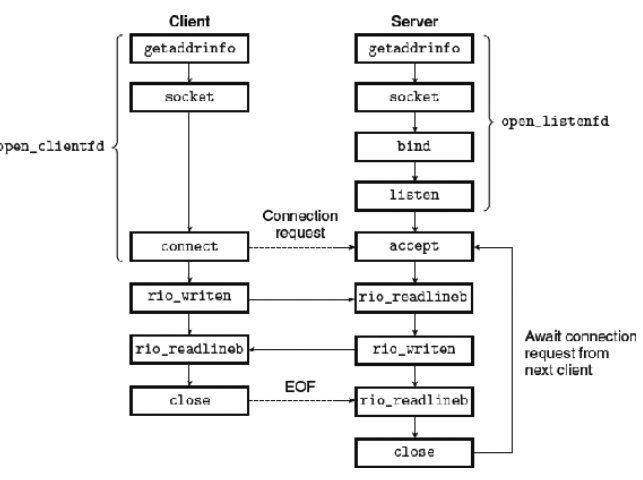 Client
Server
getaddrinfo
getaddrinfo
socket
socket
open_clientfd
open_listenfd
bind
listen
Connection
request
connect
accept
rio_writen
rio_readlineb
rio_readlineb
rio_writen
Await connection
request from
next client
close
EOF
rio_readlineb
close